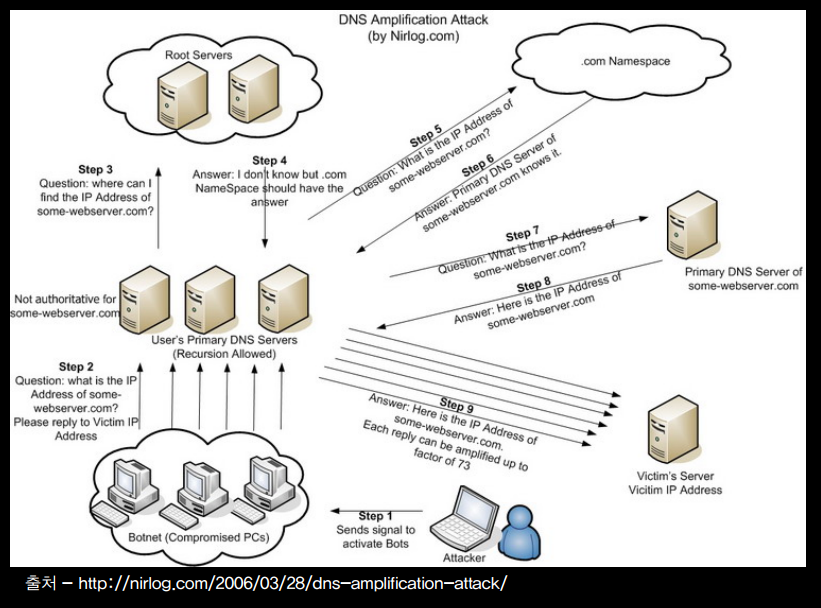 DNS Amplification Attack
(by Nirlog.com)
Root Servers
.com Namespace
Step 3
Question: where can I
find the IP Address of
some-webserver.com?
Step 4
Answer: I don't know but .com
NameSpace should have the
answer
Step 5
Question: What is the IP Address of
some-webserver.com?
Step 6
Answer: Primary DNS Server of
some-webserver.com knows it.
Step 7
Question: What is the IP Address of
some-webserver.com?
Step 8
Answer: Here is the IP Address of
some-webserver.com
Primary DNS Server of
some-webserver.com
Not authoritative for
some-webserver.com
User's Primary DNS Servers
(Recursion Allowed)
Step 2
Question: what is the IP
Address of some-
webserver.com?
Please reply to Victim IP
Address
Step 9
Answer: Here is the IP Address of
some-webserver.com.
Each reply can be amplified up to
factor of 73
Victim's Server
Vicitim IP Address
Botnet (Compromised PCs)
Step 1
Sends signal to
activate Bots
Attacker
출처 – http://nirlog.com/2006/03/28/dns-amplification-attack/